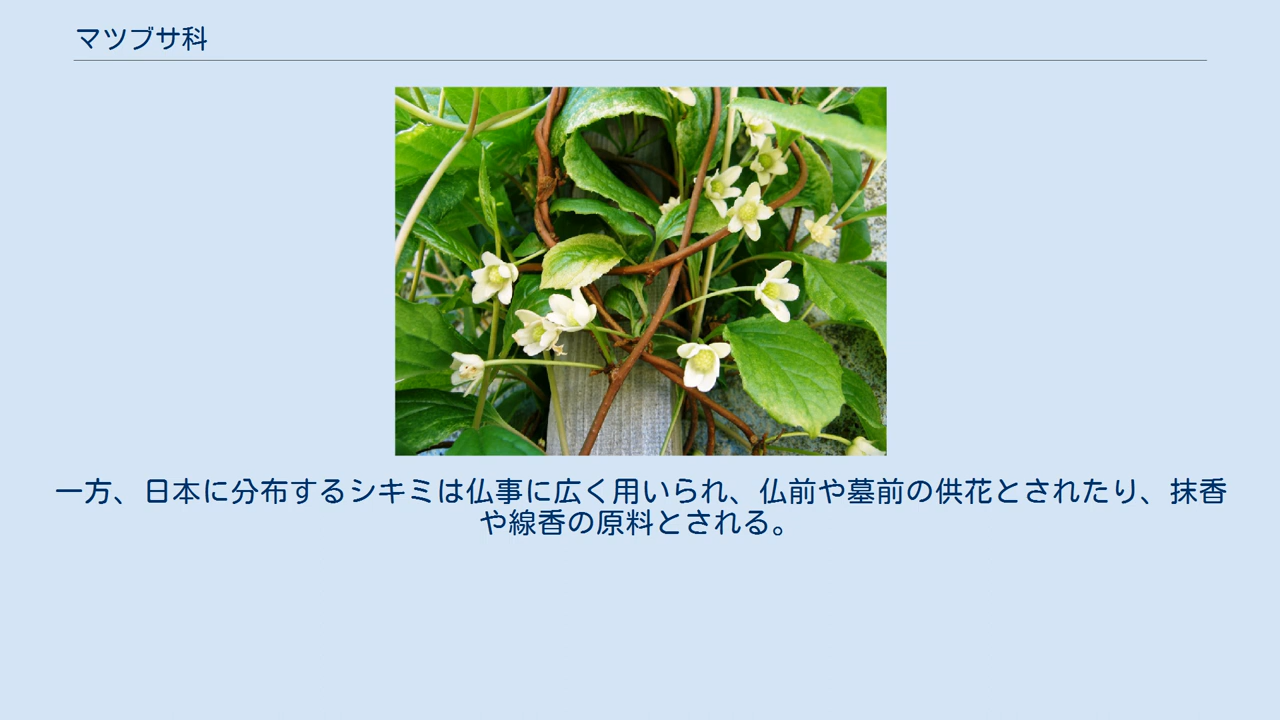 マツブサ科
一方、日本に分布するシキミは仏事に広く用いられ、仏前や墓前の供花とされたり、抹香
や線香の原料とされる。